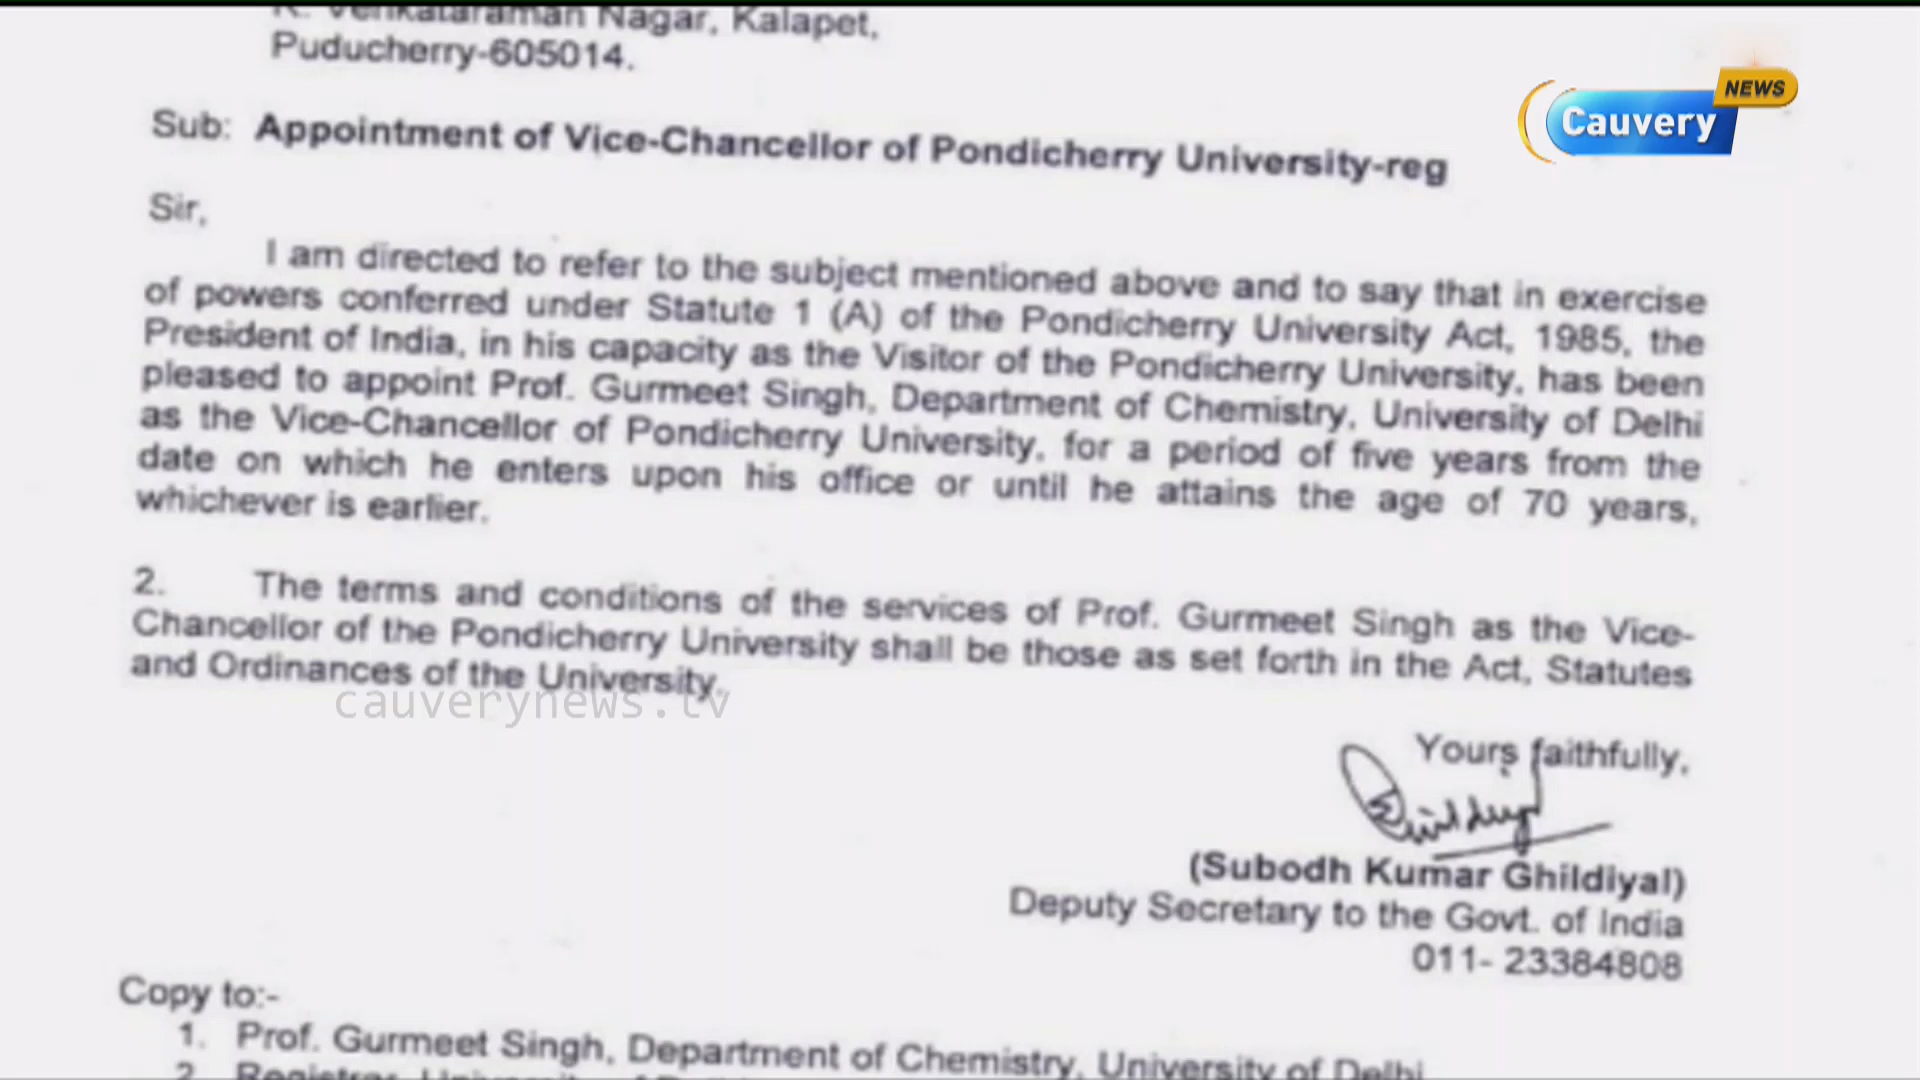 R. Venkataraman Nagar, Kalapet,
Puducherry-605014.
Cauvery NEWS
Sub: Appointment of Vice-Chancellor of Pondicherry University-reg
Sir,
I am directed to refer to the subject mentioned above and to say that in exercise
of powers conferred under Statute 1 (A) of the Pondicherry University Act, 1985, the
President of India, in his capacity as the Visitor of the Pondicherry University, has been
pleased to appoint Prof. Gurmeet Singh, Department of Chemistry, University of Delhi
as the Vice-Chancellor of Pondicherry University, for a period of five years from the
date on which he enters upon his office or until he attains the age of 70 years,
whichever is earlier.
2. The terms and conditions of the services of Prof. Gurmeet Singh as the Vice-
Chancellor of the Pondicherry University shall be those as set forth in the Act, Statutes
and Ordinances of the University.
cauverynews.tv
Yours faithfully,
(Subodh Kumar Ghildiyal)
Deputy Secretary to the Govt. of India
011- 23384808
Copy to:-
1. Prof. Gurmeet Singh, Department of Chemistry, University of Delhi
2. Registrar, University of